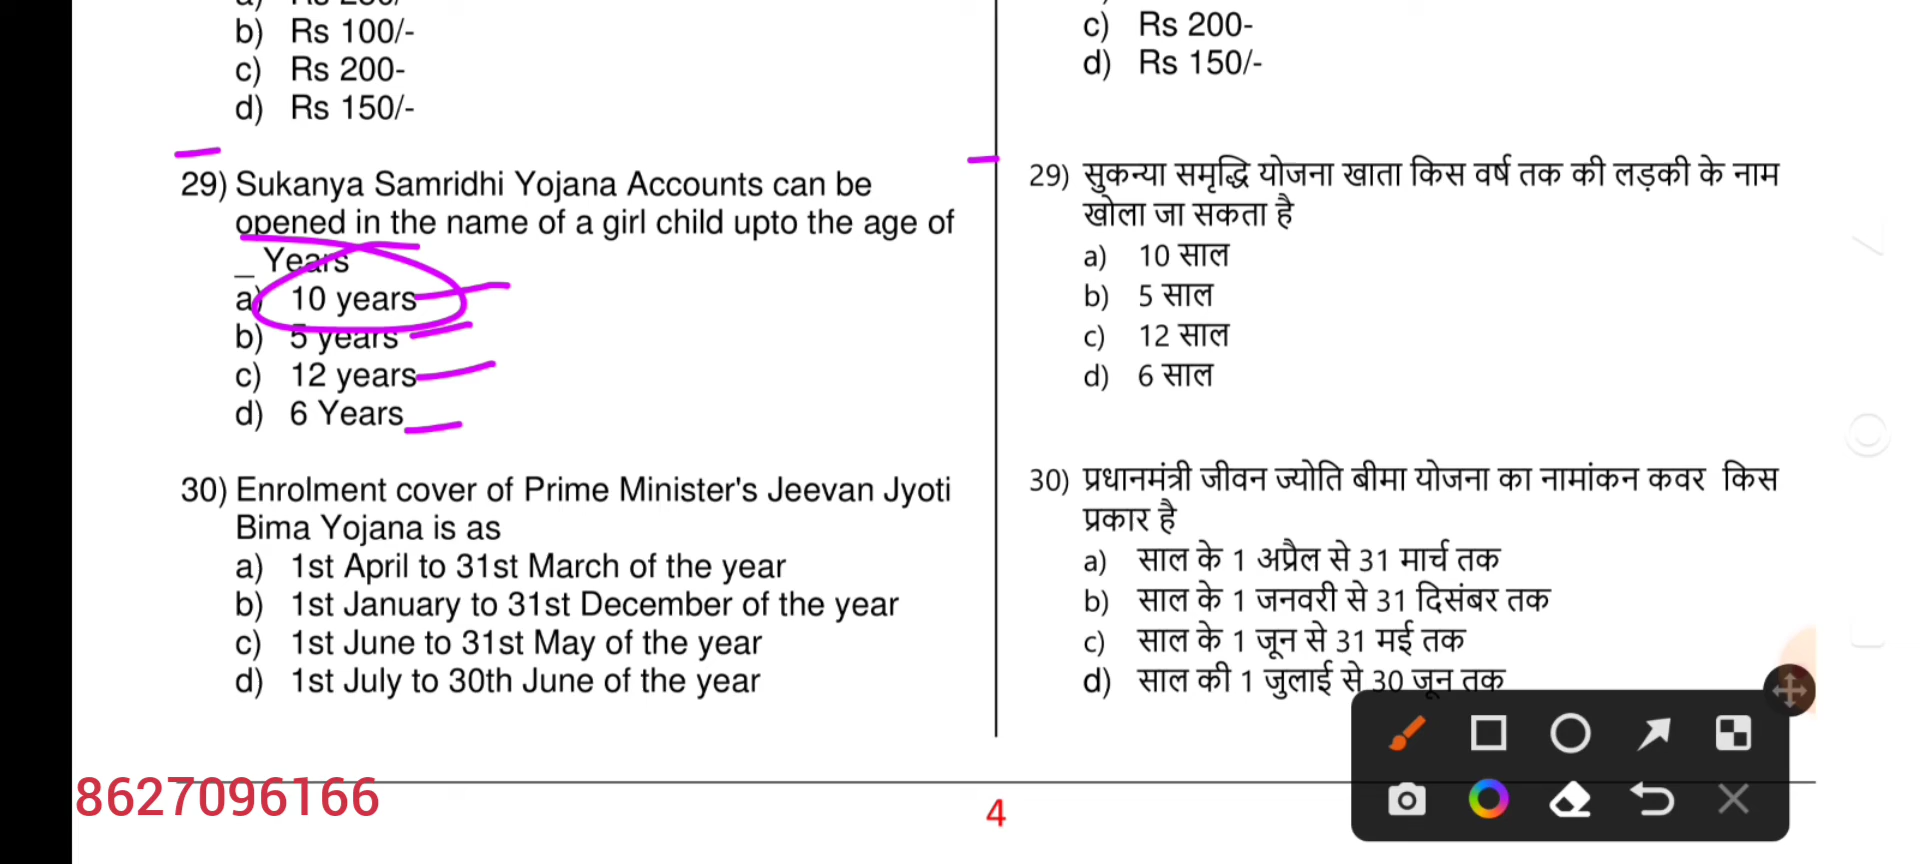 b) Rs 100/-
c) Rs 200-
d) Rs 150/-
29) Sukanya Samridhi Yojana Accounts can be
opened in the name of a girl child upto the age of
_ Years
a) 10 years
b) 5 years
c) 12 years
d) 6 Years
30) Enrolment cover of Prime Minister's Jeevan Jyoti
Bima Yojana is as
a) 1st April to 31st March of the year
b) 1st January to 31st December of the year
c) 1st June to 31st May of the year
d) 1st July to 30th June of the year
c) Rs 200-
d) Rs 150/-
29) सुकन्या समृद्धि योजना खाता किस वर्ष तक की लड़की के नाम
खोला जा सकता है
a) 10 साल
b) 5 साल
c) 12 साल
d) 6 साल
30) प्रधानमंत्री जीवन ज्योति बीमा योजना का नामांकन कवर किस
प्रकार है
a) साल के 1 अप्रैल से 31 मार्च तक
b) साल के 1 जनवरी से 31 दिसंबर तक
c) साल के 1 जून से 31 मई तक
d) साल की 1 जुलाई से 30 जून तक
8627096166
4